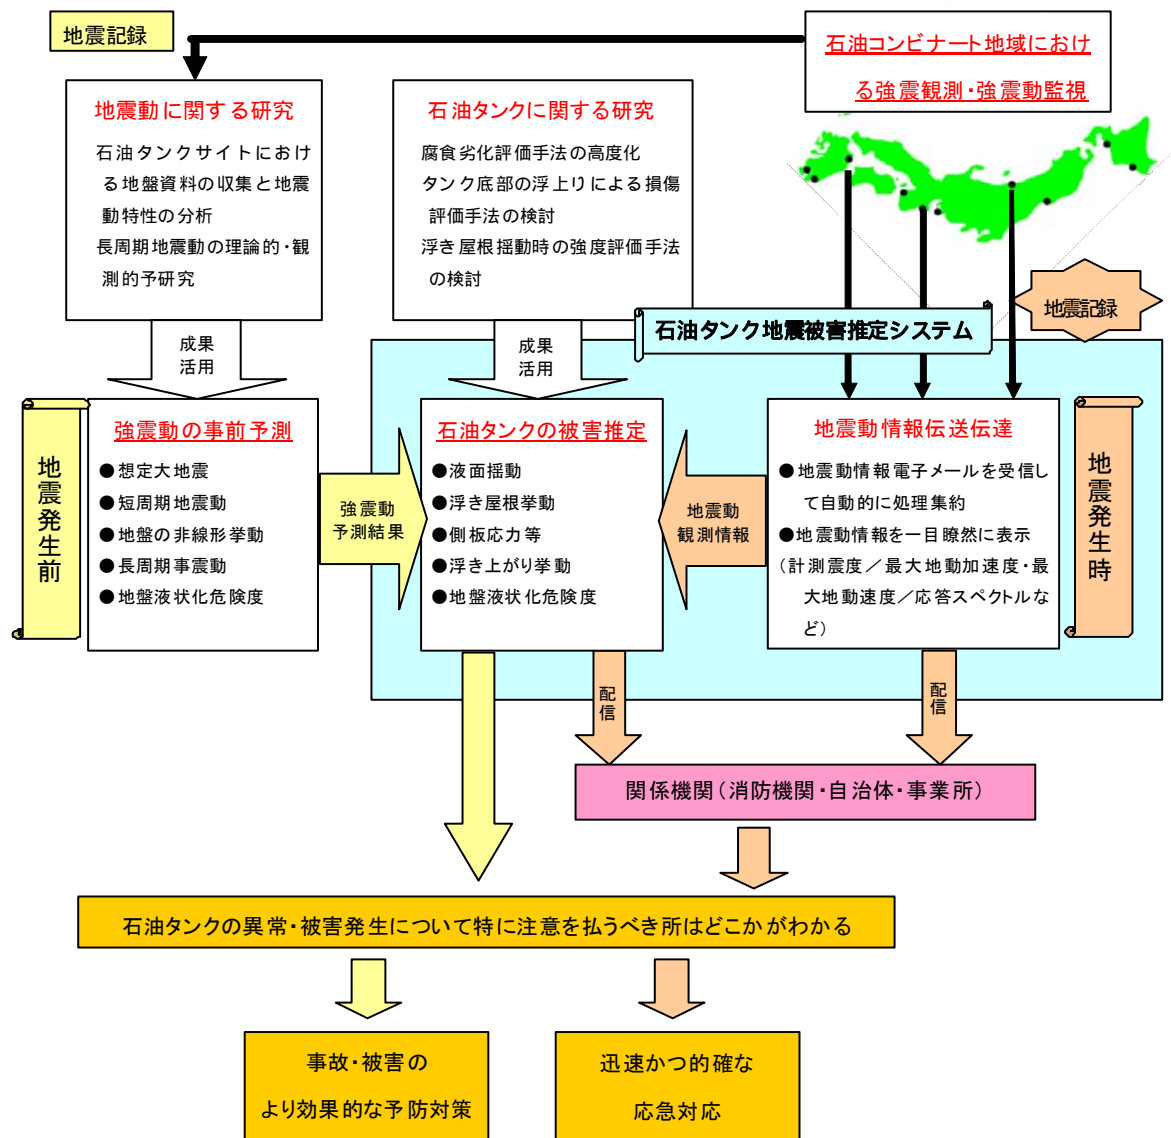 地震記録
石油コンビナート地域におけ
る強震観測・強震動監視
地震動に関する研究
石油タンクサイトにおけ
る地盤資料の収集と地震
動特性の分析
長周期地震動の理論的・観
測的予研究
石油タンクに関する研究
腐食劣化評価手法の高度化
タンク底部の浮上りによる損傷
評価手法の検討
浮き屋根揺動時の強度評価手法
の検討
地震記録
石油タンク地震被害推定システム
成果
活用
成果
活用
地震発生前
強震動の事前予測
●想定大地震
●短周期地震動
●地盤の非線形挙動
●長周期事震動
●地盤液状化危険度
強震動
予測結果
石油タンクの被害推定
●液面揺動
●浮き屋根挙動
●側板応力等
●浮き上がり挙動
●地盤液状化危険度
地震動
観測情報
地震動情報伝送伝達
●地震動情報電子メールを受信し
て自動的に処理集約
●地震動情報を一目瞭然に表示
（計測震度／最大地動加速度・最
大地動速度／応答スペクトルな
ど）
地震発生時
配信
配信
関係機関（消防機関・自治体・事業所）
石油タンクの異常・被害発生について特に注意を払うべき所はどこかがわかる
事故・被害の
より効果的な予防対策
迅速かつ的確な
応急対応